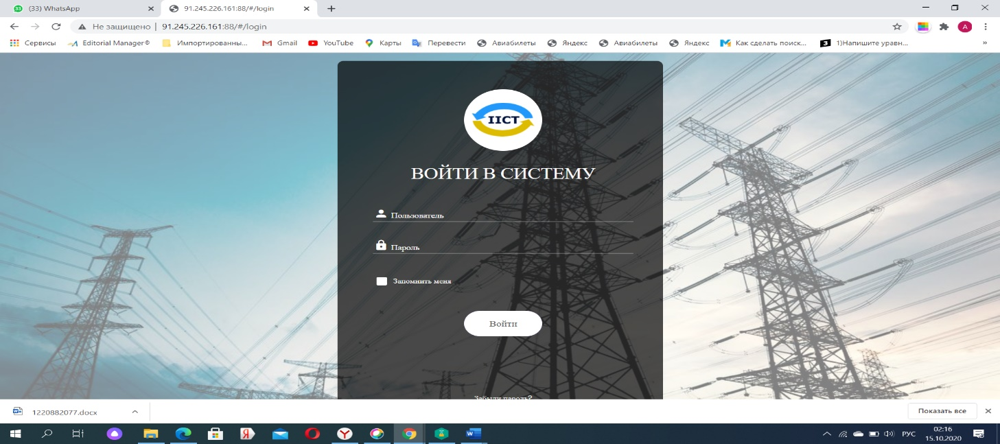 (33) WhatsApp
91.245.226.161:88/#/login
Не защищено | 91.245.226.161:88/#/login
А
Сервисы Editorial Manager® Импортированны... Gmail YouTube Карты Перевести Авиабилеты Яндекс Авиабилеты Яндекс Как сделать поиск... 3 1)Напишите уравн... »
IICT
ВОЙТИ В СИСТЕМУ
Пользователь
Пароль
Запомнить меня
Войти
Забыли пароль?
1220882077.docx
Показать все
РУС
02:16
15.10.2020